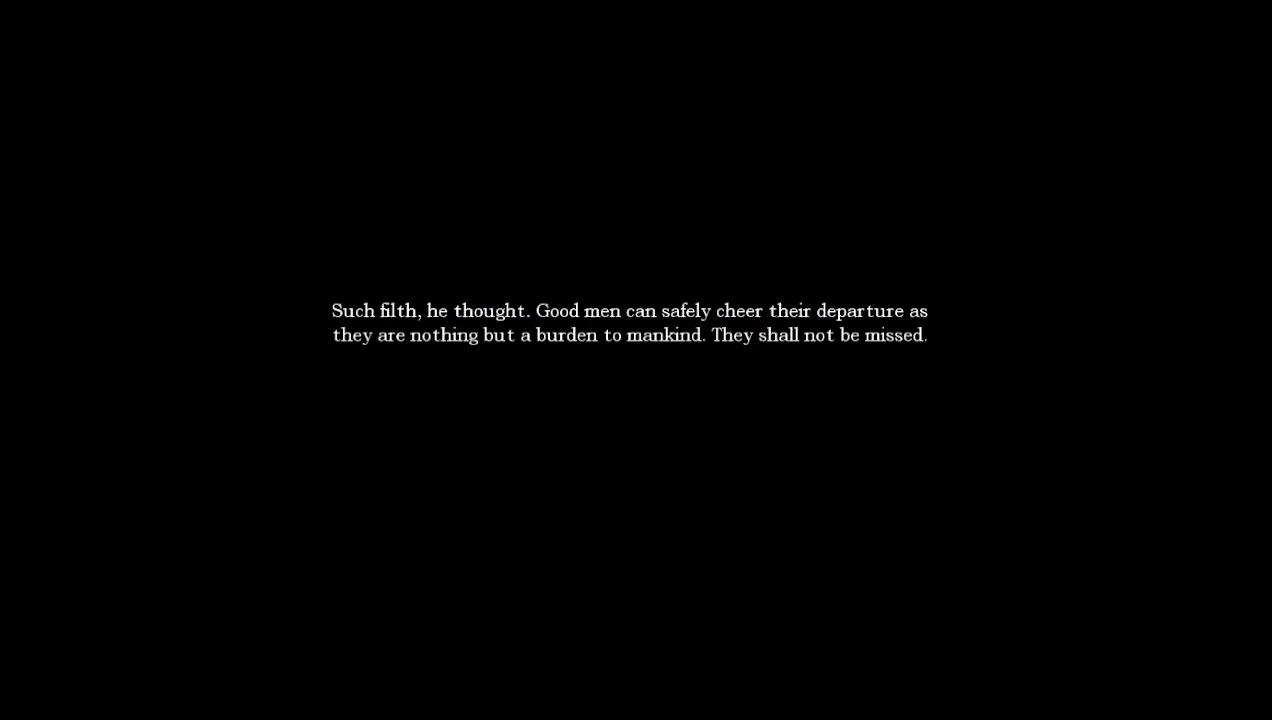 Such filth, he thought. Good men can safely cheer their departure as
they are nothing but a burden to mankind. They shall not be missed.